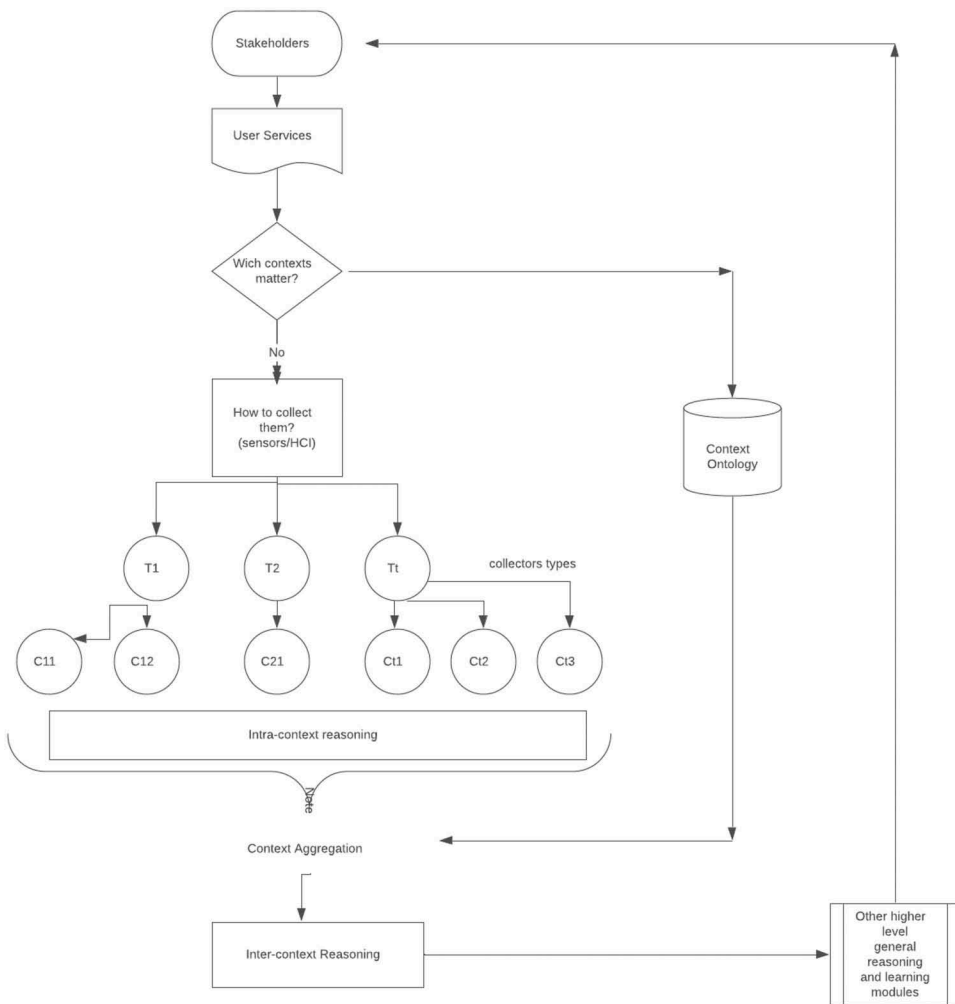 Stakeholders
User Services
Wich contexts
matter?
No
How to collect
them?
(sensors/HCI)
Context
Ontology
T1
T2
Tt
collectors types
C11
C12
C21
Ct1
Ct2
Ct3
Intra-context reasoning
Note
Context Aggregation
Inter-context Reasoning
Other higher
level
general
reasoning
and learning
modules